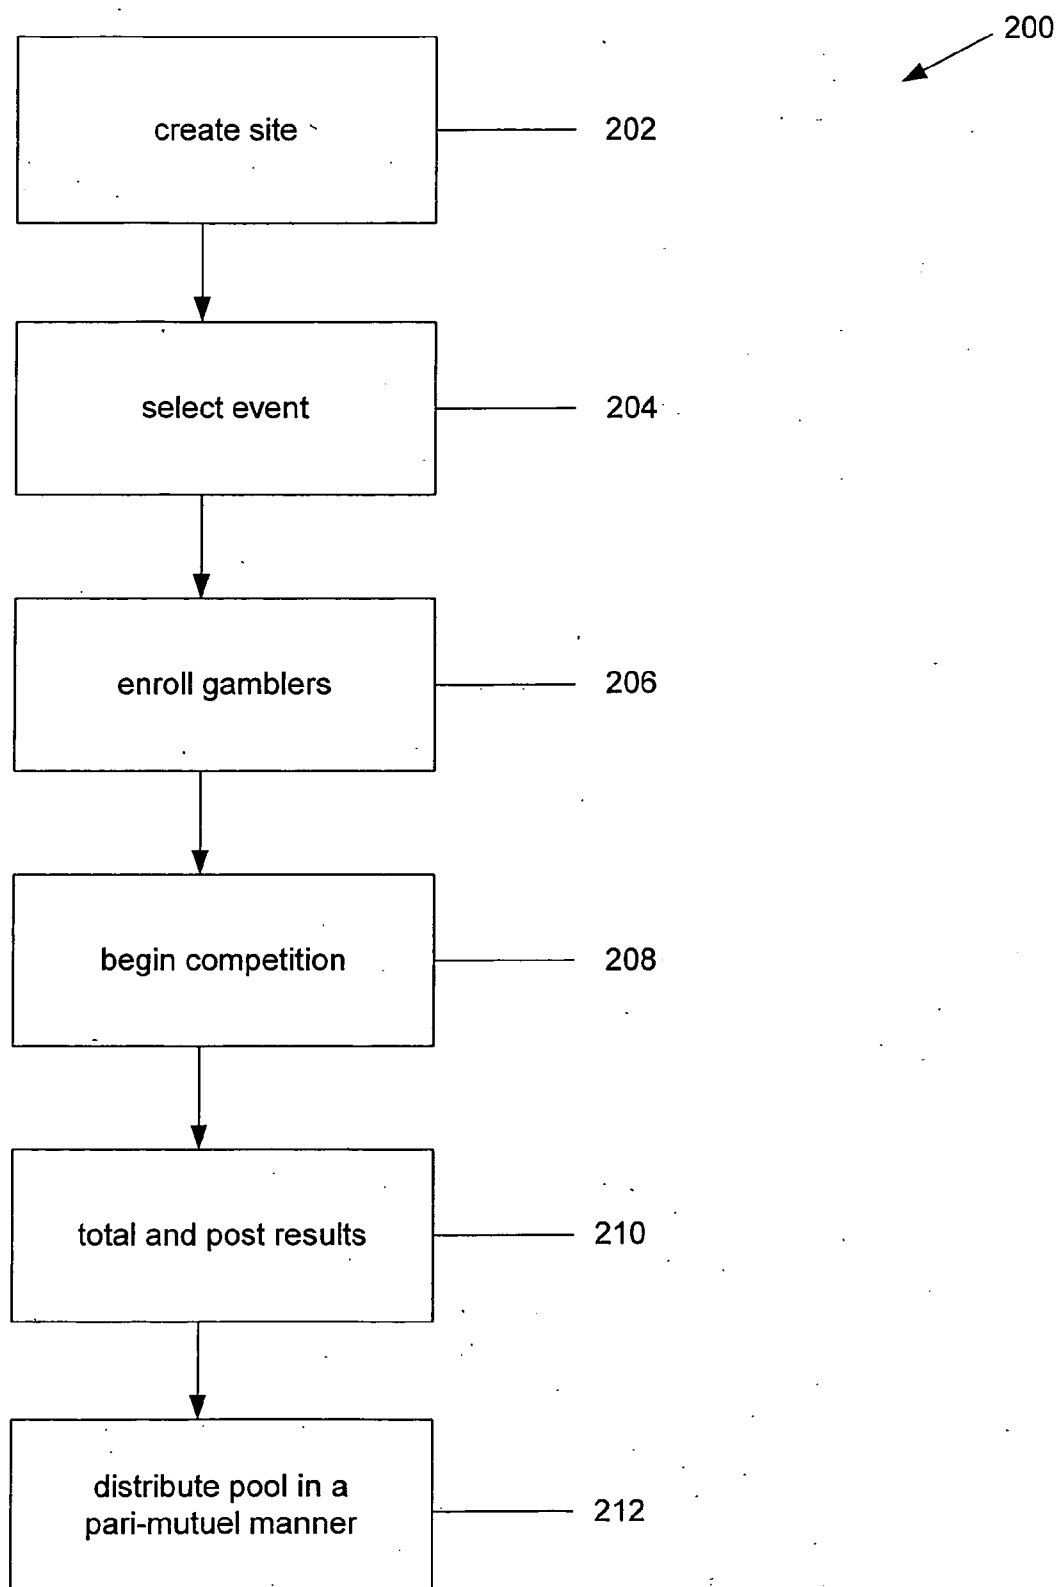 200
create site
202
select event
204
enroll gamblers
206
begin competition
208
total and post results
210
distribute pool in a
pari-mutuel manner
212